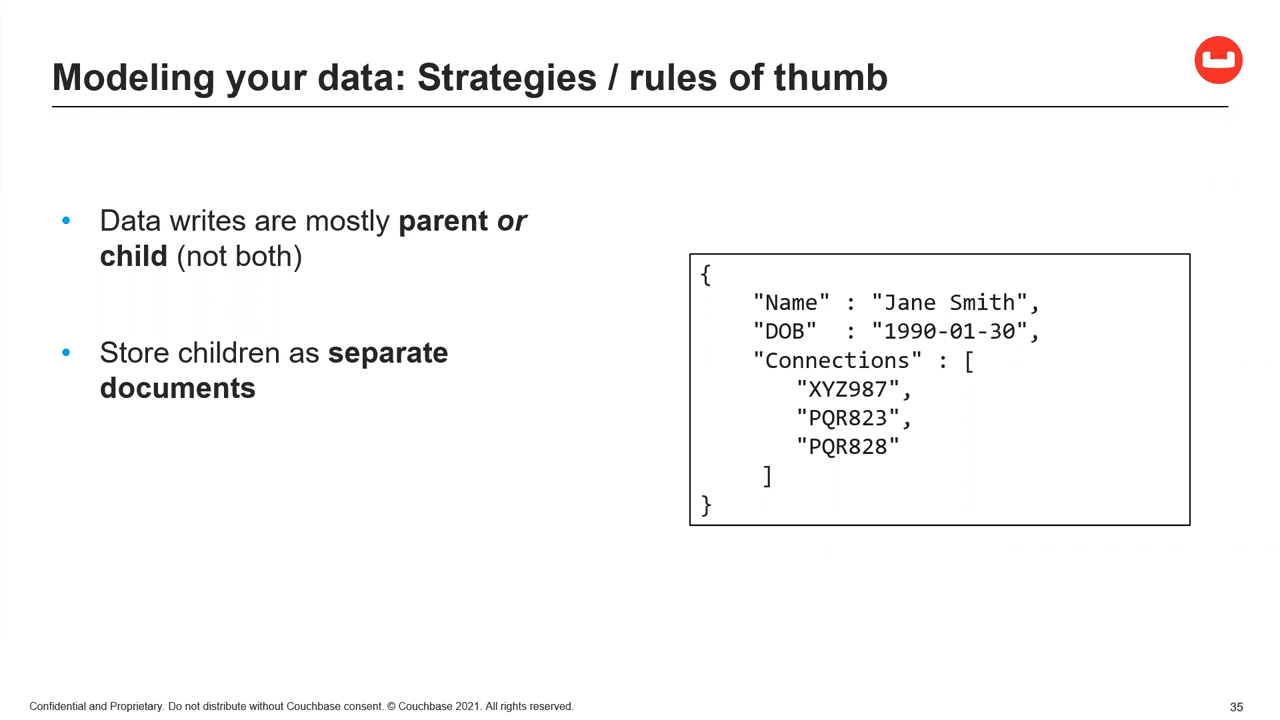 Modeling your data: Strategies / rules of thumb
• Data writes are mostly parent or
child (not both)
• Store children as separate
documents
{
"Name" : "Jane Smith",
"DOB"  : "1990-01-30",
"Connections" : [
"XYZ987",
"PQR823",
"PQR828"
]
}
Confidential and Proprietary. Do not distribute without Couchbase consent. © Couchbase 2021. All rights reserved.
35